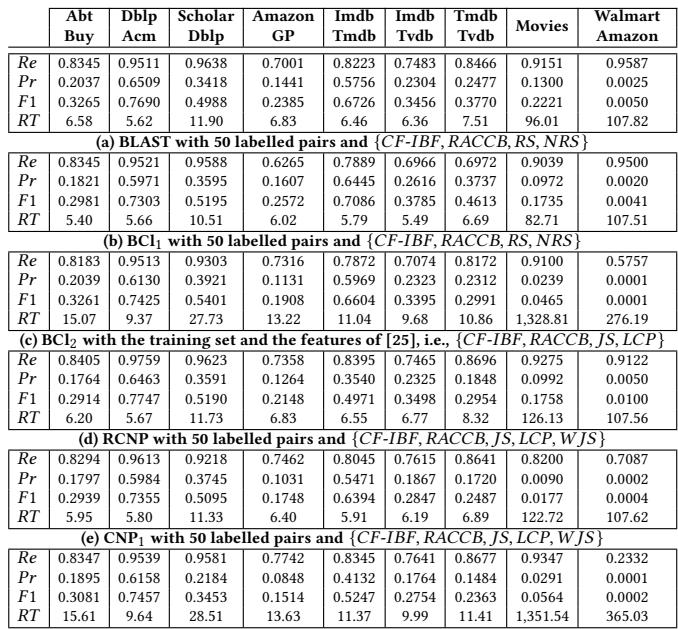 Abt Dblp Scholar Amazon Imdb Imdb Tmdb Movies Walmart
Buy Acm Dblp GP Tmdb Tvdb Tvdb Amazon
Re 0.8345 0.9511 0.9638 0.7001 0.8223 0.7483 0.8466 0.9151 0.9587
Pr 0.2037 0.6509 0.3418 0.1441 0.5756 0.2304 0.2477 0.1300 0.0025
F1 0.3265 0.7690 0.4988 0.2385 0.6726 0.3456 0.3770 0.2221 0.0050
RT 6.58 5.62 11.90 6.83 6.46 6.36 7.51 96.01 107.82
(a) BLAST with 50 labelled pairs and {CF-IBF, RACCB, RS, NRS}
Re 0.8345 0.9521 0.9588 0.6265 0.7889 0.6966 0.6972 0.9039 0.9500
Pr 0.1821 0.5971 0.3595 0.1607 0.6445 0.2616 0.3737 0.0972 0.0020
F1 0.2981 0.7303 0.5195 0.2572 0.7086 0.3785 0.4613 0.1735 0.0041
RT 5.40 5.66 10.51 6.02 5.79 5.49 6.69 82.71 107.51
(b) BCl₁ with 50 labelled pairs and {CF-IBF, RACCB, RS, NRS}
Re 0.8183 0.9513 0.9303 0.7316 0.7872 0.7074 0.8172 0.9100 0.5757
Pr 0.2039 0.6130 0.3921 0.1131 0.5969 0.2323 0.2312 0.0239 0.0001
F1 0.3261 0.7425 0.5401 0.1908 0.6604 0.3395 0.2991 0.0465 0.0001
RT 15.07 9.37 27.73 13.22 11.04 9.68 10.86 1,328.81 276.19
(c) BCl₂ with the training set and the features of [25], i.e., {CF-IBF, RACCB, JS, LCP}
Re 0.8405 0.9759 0.9623 0.7358 0.8395 0.7465 0.8696 0.9275 0.9122
Pr 0.1764 0.6463 0.3591 0.1264 0.3540 0.2325 0.1848 0.0992 0.0050
F1 0.2914 0.7747 0.5190 0.2148 0.4971 0.3498 0.2954 0.1758 0.0100
RT 6.20 5.67 11.73 6.83 6.55 6.77 8.32 126.13 107.56
(d) RCNP with 50 labelled pairs and {CF-IBF, RACCB, JS, LCP, WJS}
Re 0.8294 0.9613 0.9218 0.7462 0.8045 0.7615 0.8641 0.8200 0.7087
Pr 0.1797 0.5984 0.3745 0.1031 0.5471 0.1867 0.1720 0.0090 0.0002
F1 0.2939 0.7355 0.5095 0.1748 0.6394 0.2847 0.2487 0.0177 0.0004
RT 5.95 5.80 11.33 6.40 5.91 6.19 6.89 122.72 107.62
(e) CNP₁ with 50 labelled pairs and {CF-IBF, RACCB, JS, LCP, WJS}
Re 0.8347 0.9539 0.9581 0.7742 0.8345 0.7641 0.8677 0.9347 0.2332
Pr 0.1895 0.6158 0.2184 0.0848 0.4132 0.1764 0.1484 0.0291 0.0001
F1 0.3081 0.7457 0.3453 0.1514 0.5247 0.2754 0.2363 0.0564 0.0002
RT 15.61 9.64 28.51 13.63 11.37 9.99 11.41 1,351.54 365.03